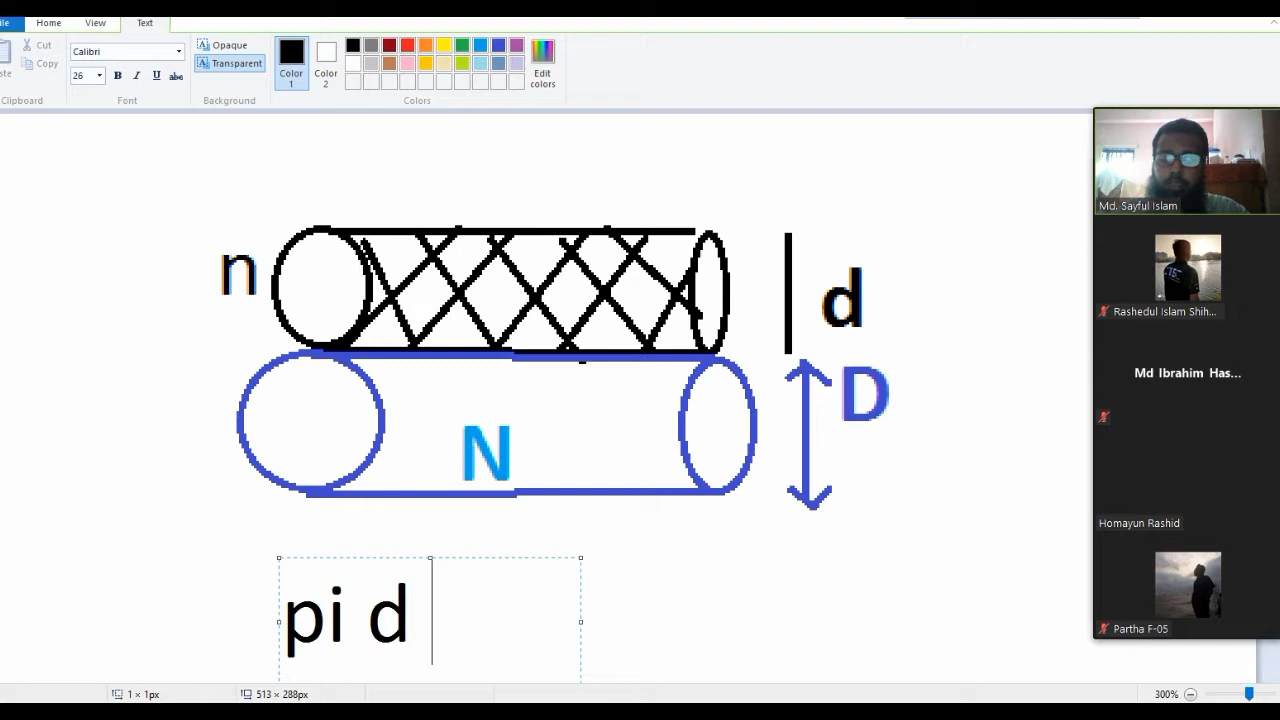 Home View Text
Cut
Copy
Clipboard
Calibri
26 B I U abc
Font
Opaque
Transparent
Background
Color 1
Color 2
Edit colors
Colors
n
d
D
N
pi d
Md. Sayful Islam
Rashedul Islam Shih...
Md Ibrahim Has...
Homayun Rashid
Partha F-05
1 × 1px
513 × 288px
300%